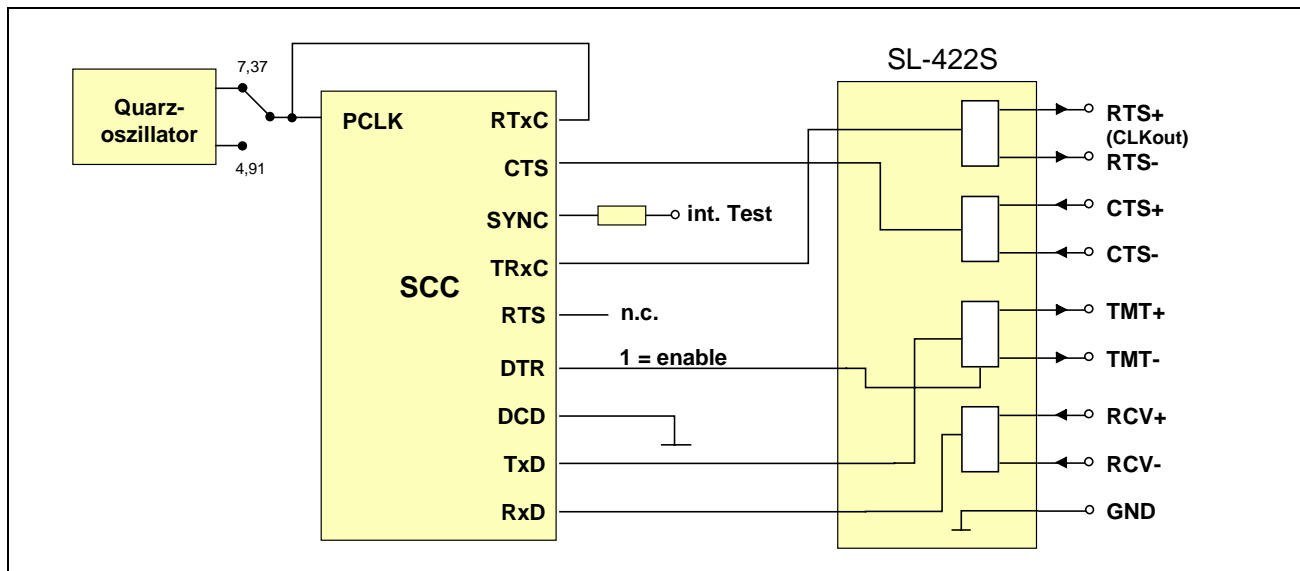 SL-422S
7,37
Quarz-
oszillator
4,91
PCLK
SCC
RTxC
CTS
SYNC
TRxC
RTS
DTR
DCD
TxD
RxD
int. Test
n.c.
1 = enable
RTS+
(CLKout)
RTS-
CTS+
CTS-
TMT+
TMT-
RCV+
RCV-
GND